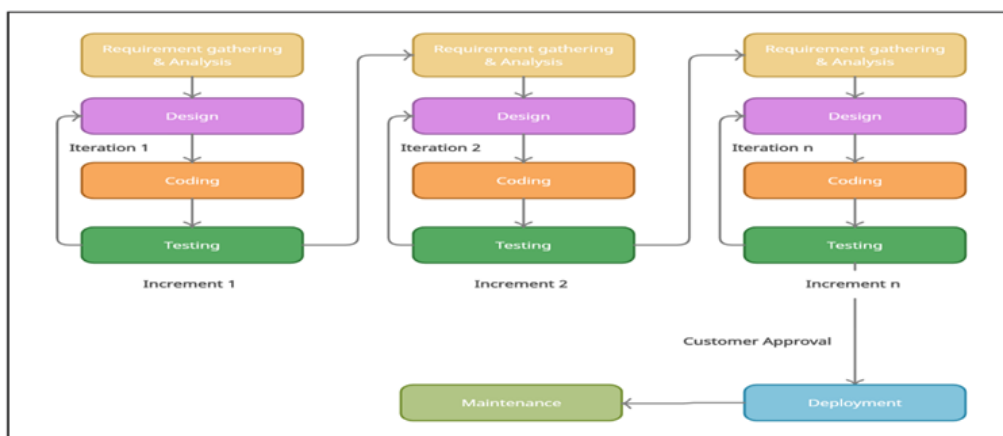 Requirement gathering
& Analysis
Design
Iteration 1
Coding
Testing
Increment 1
Requirement gathering
& Analysis
Design
Iteration 2
Coding
Testing
Increment 2
Requirement gathering
& Analysis
Design
Iteration n
Coding
Testing
Increment n
Customer Approval
Deployment
Maintenance